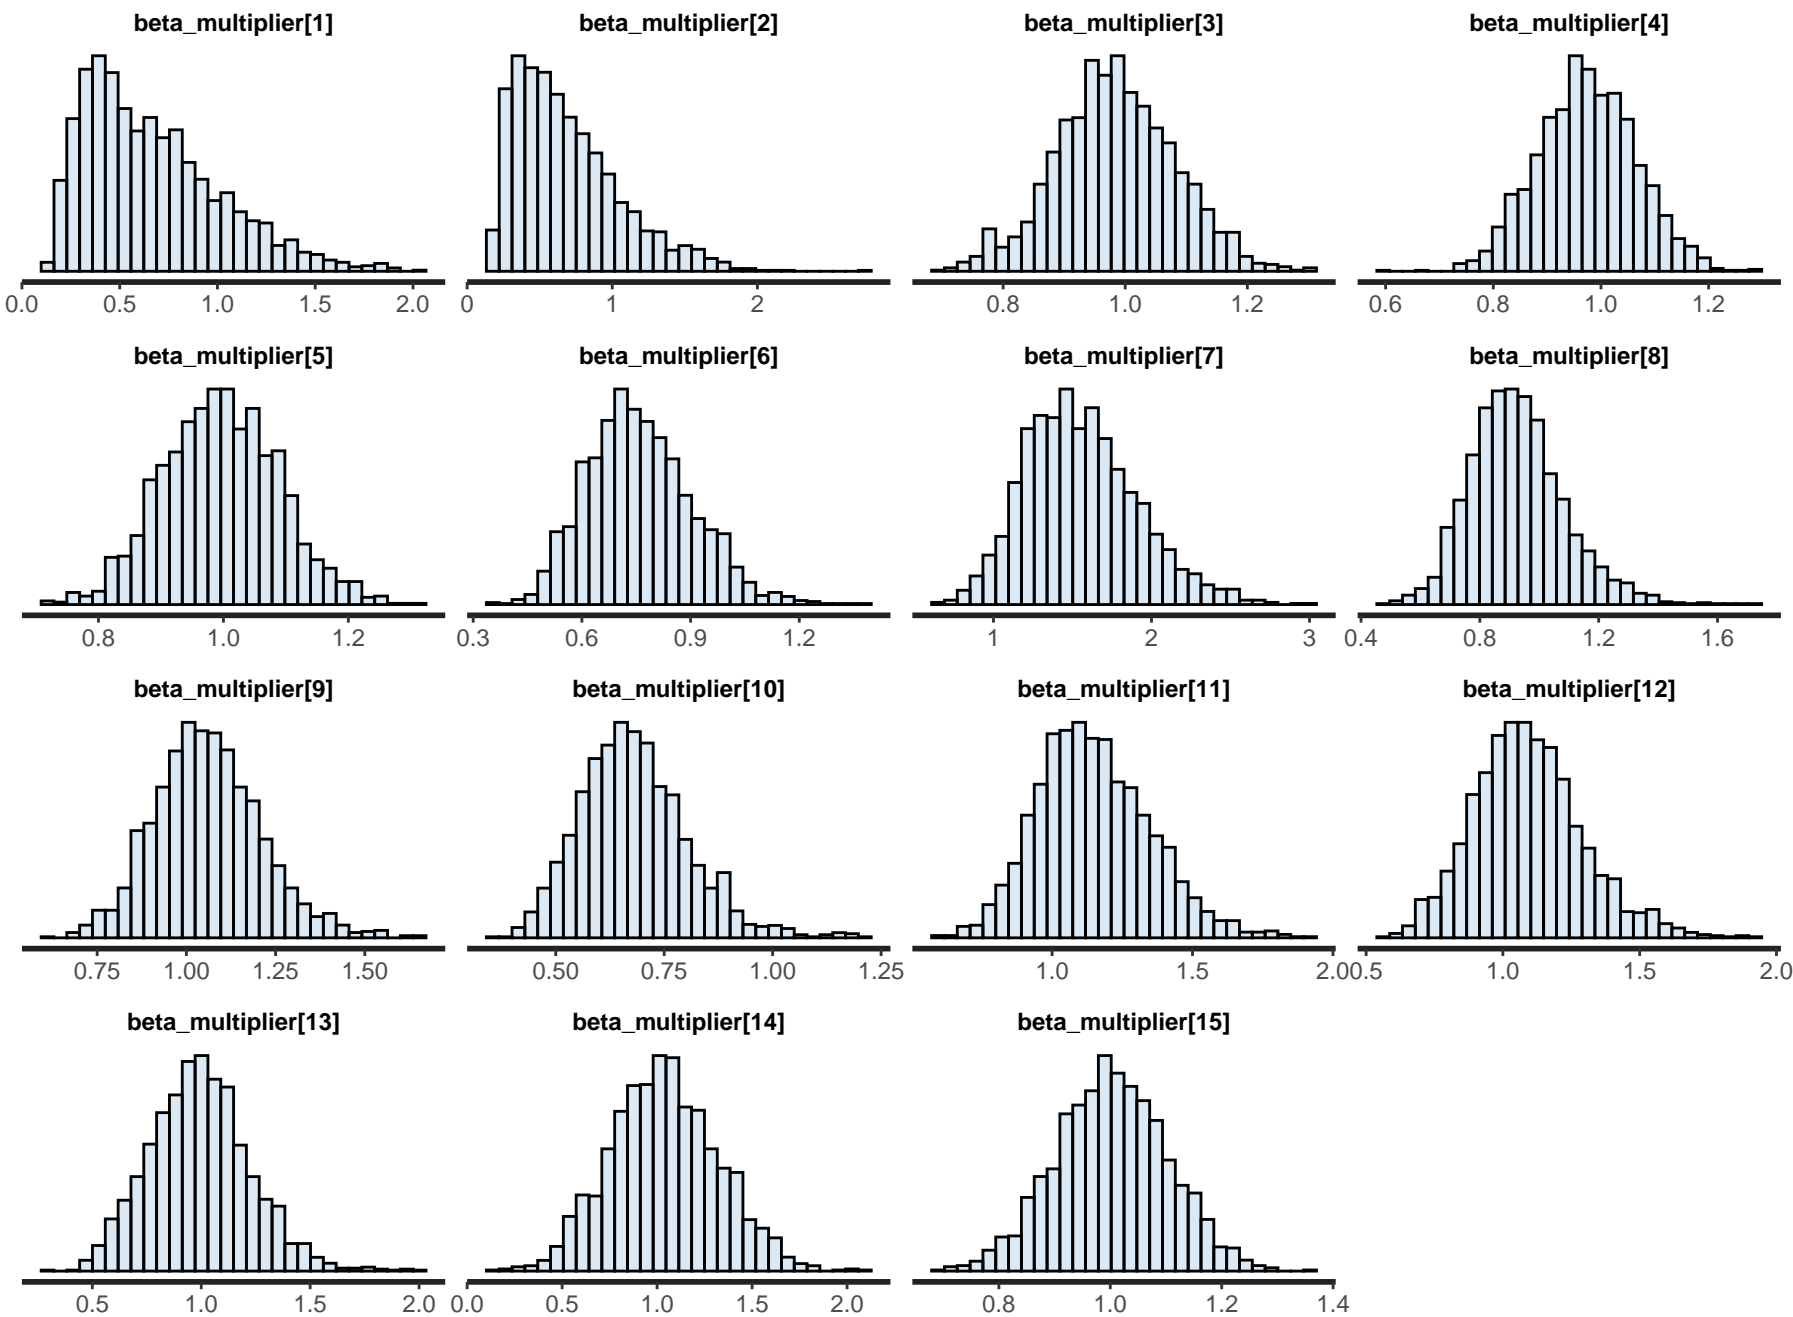 beta_multiplier[1] beta_multiplier[2] beta_multiplier[3] beta_multiplier[4]
0.0 0.5 1.0 1.5 2.0 0 1 2 0.8 1.0 1.2 0.6 0.8 1.0 1.2
beta_multiplier[5] beta_multiplier[6] beta_multiplier[7] beta_multiplier[8]
0.8 1.0 1.2 0.3 0.6 0.9 1.2 1 2 3 0.4 0.8 1.2 1.6
beta_multiplier[9] beta_multiplier[10] beta_multiplier[11] beta_multiplier[12]
0.75 1.00 1.25 1.50 0.50 0.75 1.00 1.25 1.0 1.5 2.0 0.5 1.0 1.5 2.0
beta_multiplier[13] beta_multiplier[14] beta_multiplier[15]
0.5 1.0 1.5 2.0 0.0 0.5 1.0 1.5 2.0 0.8 1.0 1.2 1.4